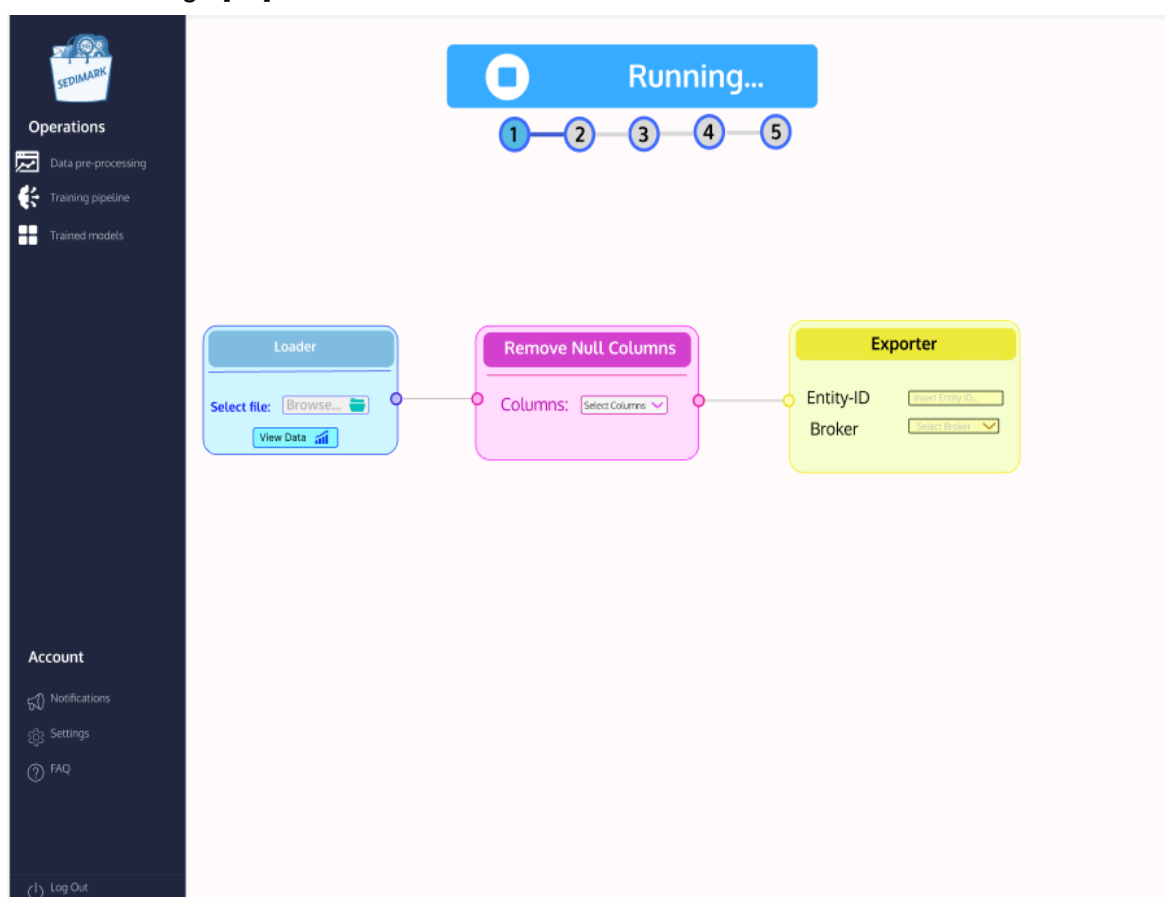 SEDIMARK
Operations
Data pre-processing
Training pipeline
Trained models
Account
Notifications
Settings
FAQ
Log Out
Running...
1 2 3 4 5
Loader
Select file: Browse...
View Data
Remove Null Columns
Columns: Select Columns
Exporter
Entity-ID Insert Entity ID...
Broker Select Broker